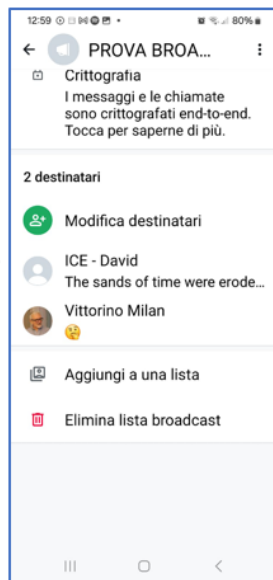 12:59 80%
PROVA BROA...
Crittografia
I messaggi e le chiamate
sono crittografati end-to-end.
Tocca per saperne di più.
2 destinatari
Modifica destinatari
ICE - David
The sands of time were erode...
Vittorino Milan
🤔
Aggiungi a una lista
Elimina lista broadcast